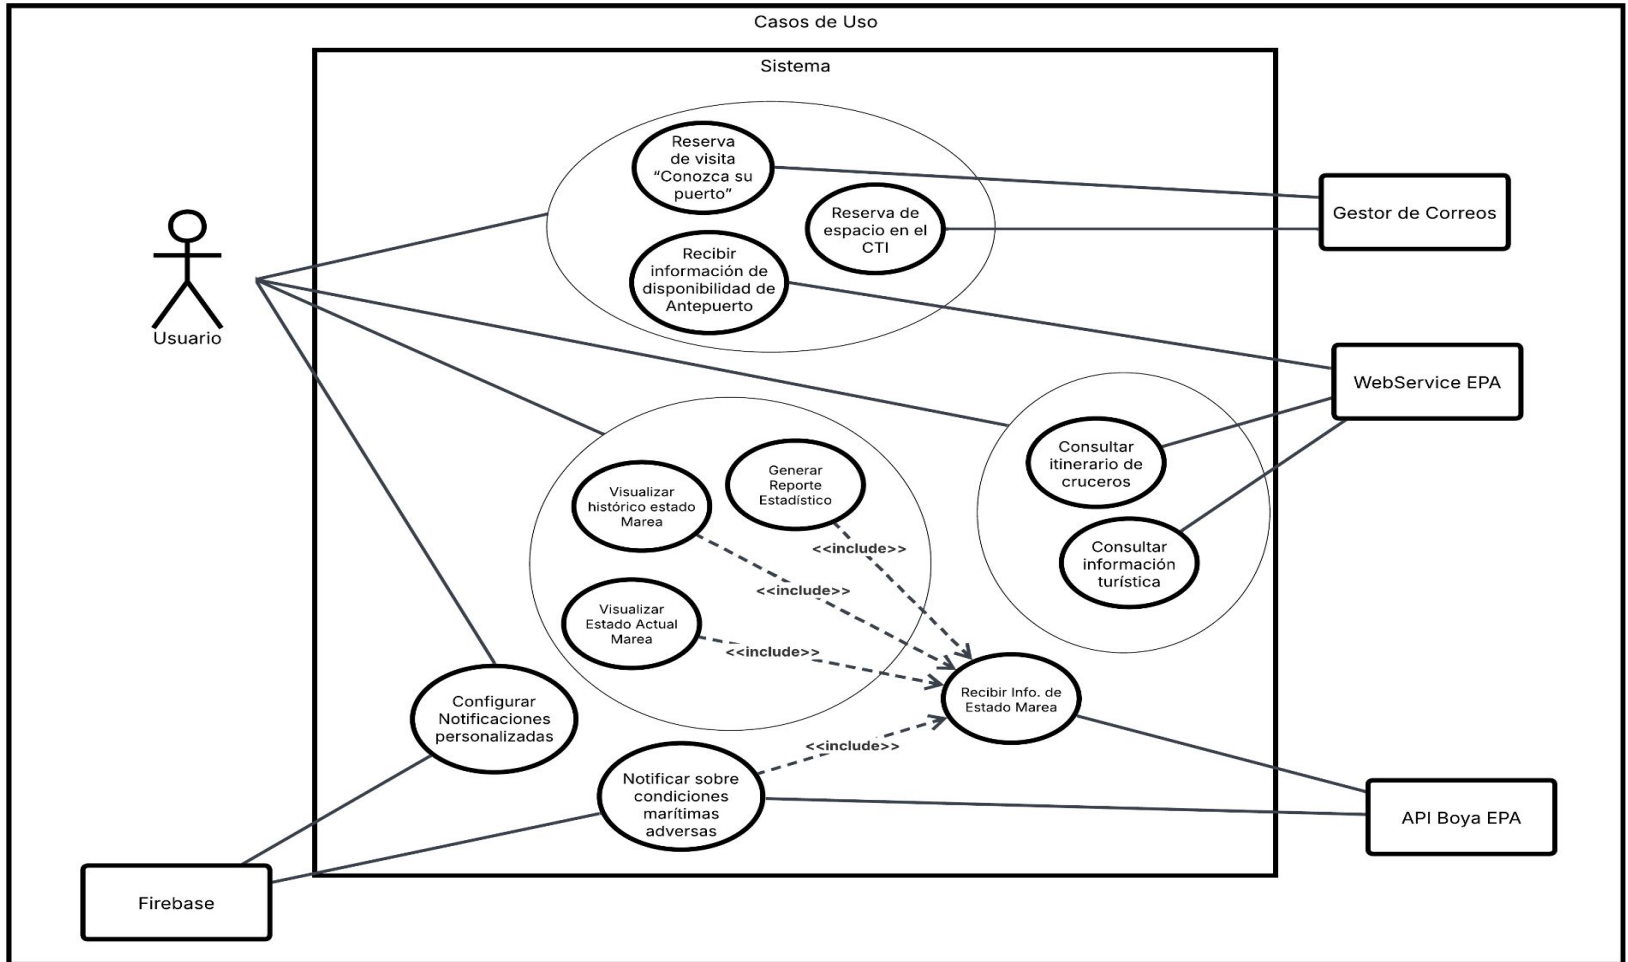 Casos de Uso
Sistema
Reserva
de visita
“Conozca su
puerto”
Reserva de
espacio en el
CTI
Recibir
información de
disponibilidad de
Antepuerto
Gestor de Correos
Usuario
WebService EPA
Consultar
itinerario de
cruceros
Consultar
información
turística
Generar
Reporte
Estadístico
Visualizar
histórico estado
Marea
Visualizar
Estado Actual
Marea
<<include>>
<<include>>
<<include>>
Recibir Info. de
Estado Marea
Configurar
Notificaciones
personalizadas
<<include>>
Notificar sobre
condiciones
marítimas
adversas
API Boya EPA
Firebase